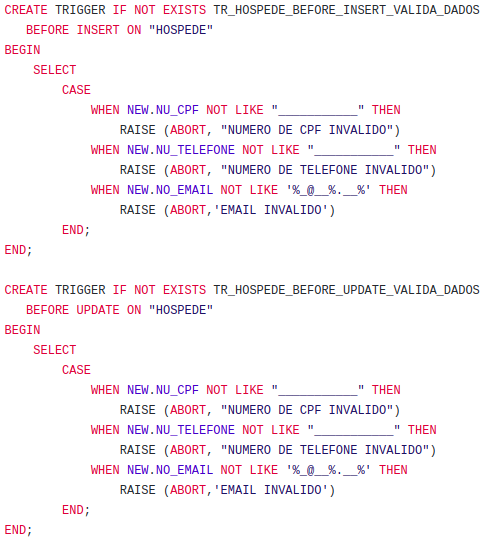 CREATE TRIGGER IF NOT EXISTS TR_HOSPEDE_BEFORE_INSERT_VALIDA_DADOS
   BEFORE INSERT ON "HOSPEDE"
BEGIN
    SELECT
        CASE
            WHEN NEW.NU_CPF NOT LIKE "___________" THEN
                RAISE (ABORT, "NUMERO DE CPF INVALIDO")
            WHEN NEW.NU_TELEFONE NOT LIKE "___________" THEN
                RAISE (ABORT, "NUMERO DE TELEFONE INVALIDO")
            WHEN NEW.NO_EMAIL NOT LIKE '%_@__%.__%' THEN
                RAISE (ABORT,'EMAIL INVALIDO')
        END;
END;

CREATE TRIGGER IF NOT EXISTS TR_HOSPEDE_BEFORE_UPDATE_VALIDA_DADOS
   BEFORE UPDATE ON "HOSPEDE"
BEGIN
    SELECT
        CASE
            WHEN NEW.NU_CPF NOT LIKE "___________" THEN
                RAISE (ABORT, "NUMERO DE CPF INVALIDO")
            WHEN NEW.NU_TELEFONE NOT LIKE "___________" THEN
                RAISE (ABORT, "NUMERO DE TELEFONE INVALIDO")
            WHEN NEW.NO_EMAIL NOT LIKE '%_@__%.__%' THEN
                RAISE (ABORT,'EMAIL INVALIDO')
        END;
END;